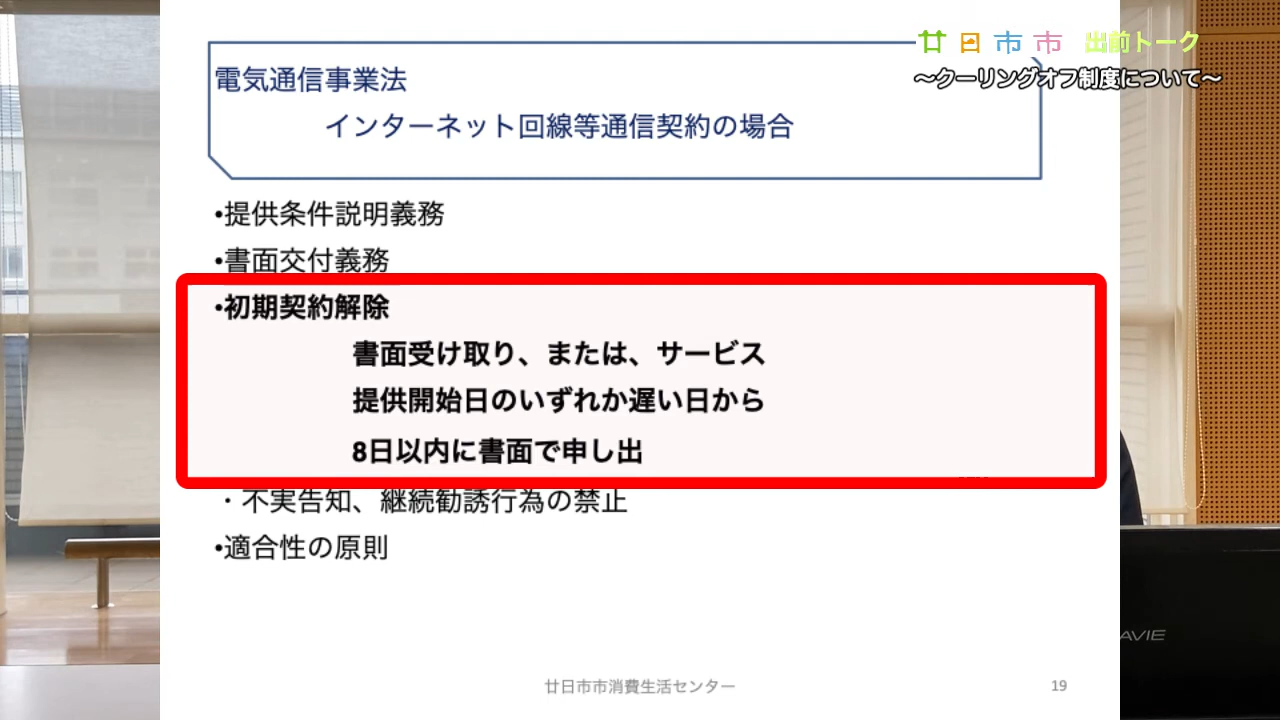 廿日市市 出前トーク
～クーリングオフ制度について～
電気通信事業法
インターネット回線等通信契約の場合
•提供条件説明義務
•書面交付義務
•初期契約解除
書面受け取り、または、サービス
提供開始日のいずれか遅い日から
8日以内に書面で申し出
・不実告知、継続勧誘行為の禁止
•適合性の原則
廿日市市消費生活センター
19
AVIE